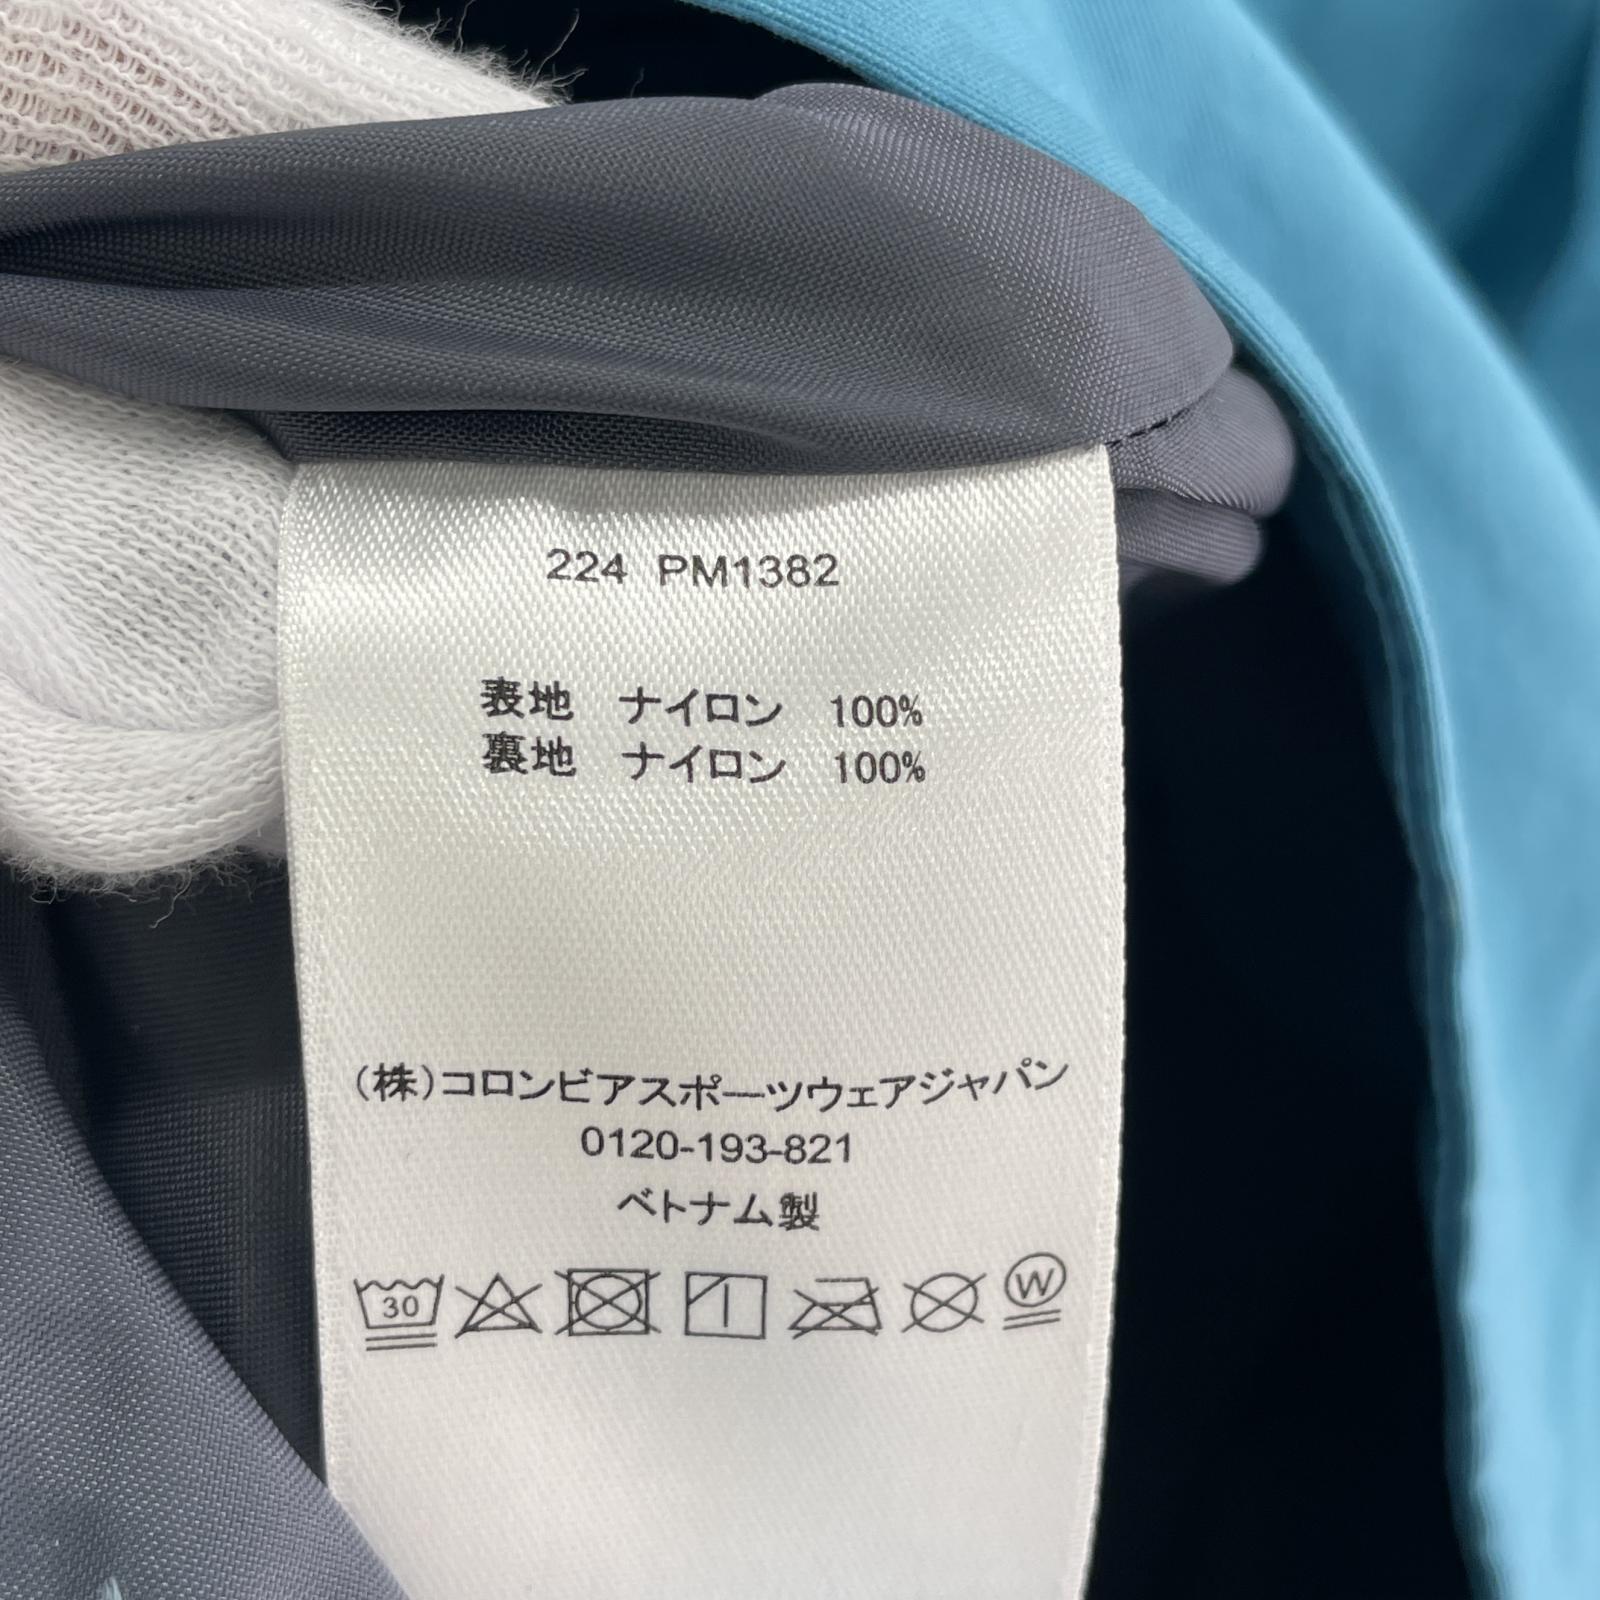 224 PM1382
表地 ナイロン 100%
裏地 ナイロン 100%
(株)コロンビアスポーツウェアジャパン
0120-193-821
ベトナム製
30
W